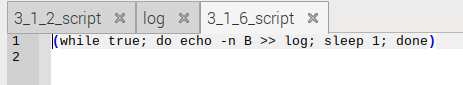 3_1_2_script × log × 3_1_6_script ×
1 (while true; do echo -n B >> log; sleep 1; done)
2